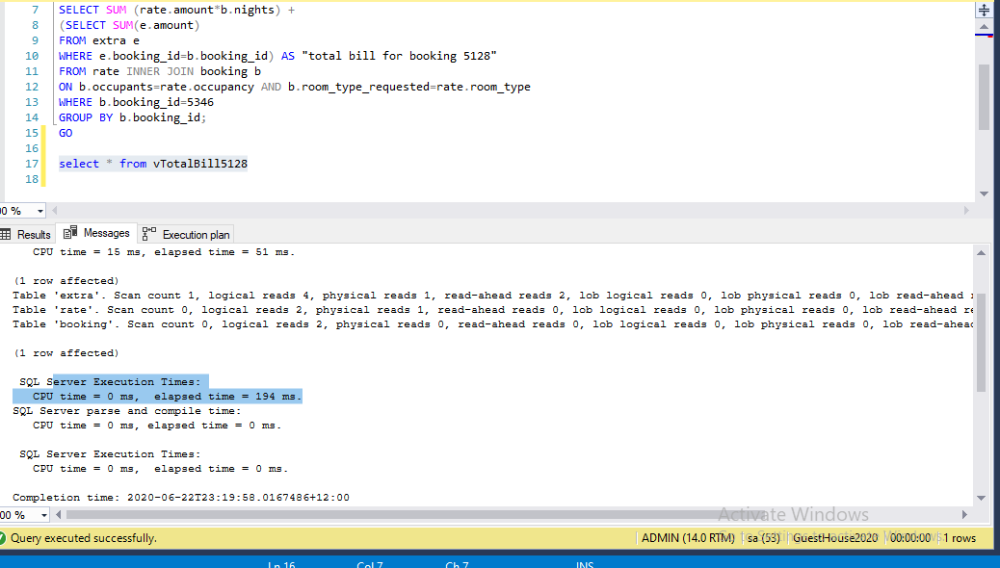 7 SELECT SUM (rate.amount*b.nights) +
8 (SELECT SUM(e.amount)
9 FROM extra e
10 WHERE e.booking_id=b.booking_id) AS "total bill for booking 5128"
11 FROM rate INNER JOIN booking b
12 ON b.occupants=rate.occupancy AND b.room_type_requested=rate.room_type
13 WHERE b.booking_id=5346
14 GROUP BY b.booking_id;
15 GO
16
17 select * from vTotalBill5128
18
00 %
Results Messages Execution plan
CPU time = 15 ms, elapsed time = 51 ms.
(1 row affected)
Table 'extra'. Scan count 1, logical reads 4, physical reads 1, read-ahead reads 2, lob logical reads 0, lob physical reads 0, lob read-ahead
Table 'rate'. Scan count 0, logical reads 2, physical reads 1, read-ahead reads 0, lob logical reads 0, lob physical reads 0, lob read-ahead re
Table 'booking'. Scan count 0, logical reads 2, physical reads 0, read-ahead reads 0, lob logical reads 0, lob physical reads 0, lob read-ahead
(1 row affected)
SQL Server Execution Times:
CPU time = 0 ms, elapsed time = 194 ms.
SQL Server parse and compile time:
CPU time = 0 ms, elapsed time = 0 ms.
SQL Server Execution Times:
CPU time = 0 ms, elapsed time = 0 ms.
Completion time: 2020-06-22T23:19:58.0167486+12:00
00 %
Activate Windows
Go to Settings to activate Windows.
Query executed successfully. ADMIN (14.0 RTM) sa (53) GuestHouse2020 00:00:00 1 rows
Ln 16 Col 7 Ch 7 INS